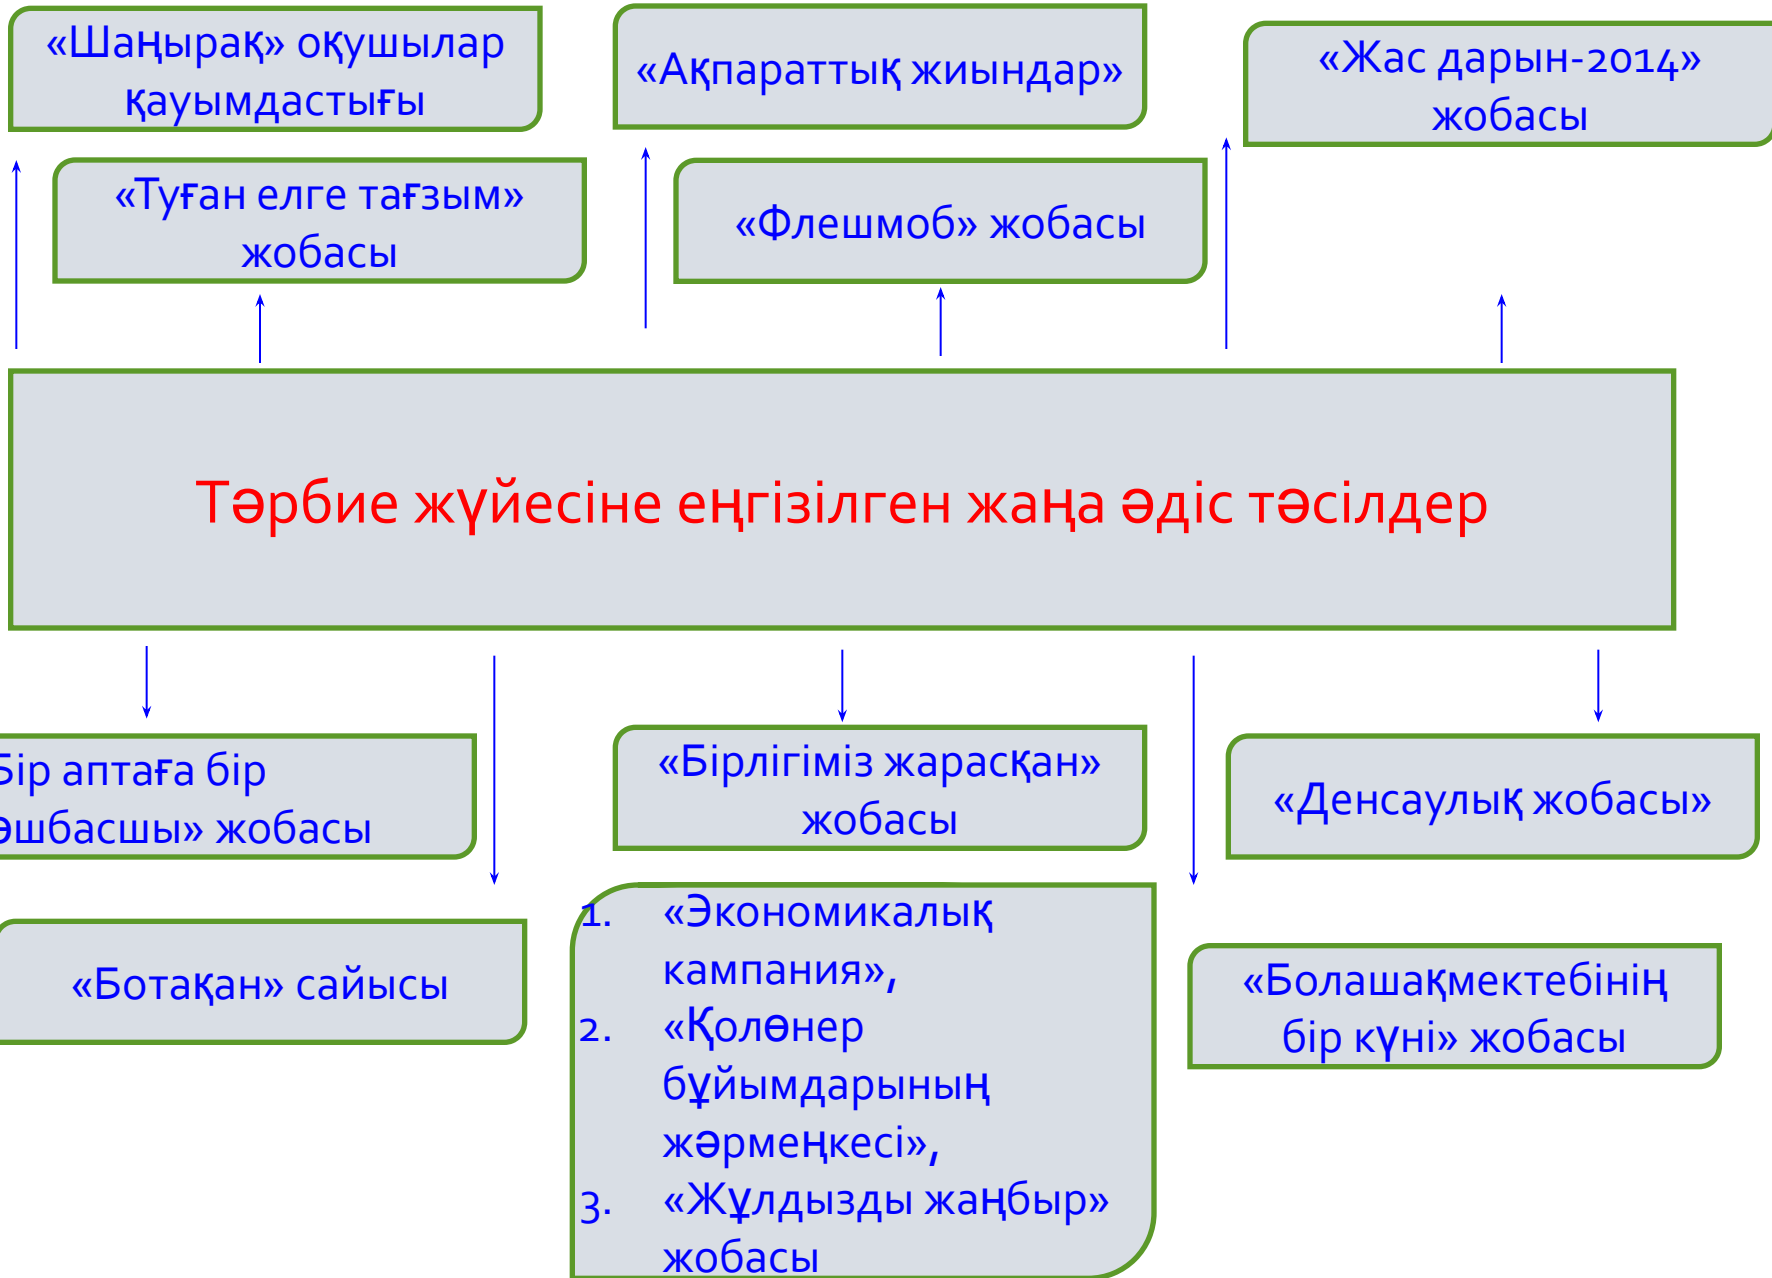 «Шаңырақ» оқушылар
қауымдастығы
«Ақпараттық жиындар»
«Жас дарын-2014»
жобасы
«Туған елге тағзым»
жобасы
«Флешмоб» жобасы
Тәрбие жүйесіне еңгізілген жаңа әдіс тәсілдер
Бір аптаға бір
өшбасшы» жобасы
«Бірлігіміз жарасқан»
жобасы
«Денсаулық жобасы»
«Ботақан» сайысы
1. «Экономикалық
кампания»,
2. «Қолөнер
бұйымдарының
жәрмеңкесі»,
3. «Жұлдызды жаңбыр»
жобасы
«Болашақмектебінің
бір күні» жобасы